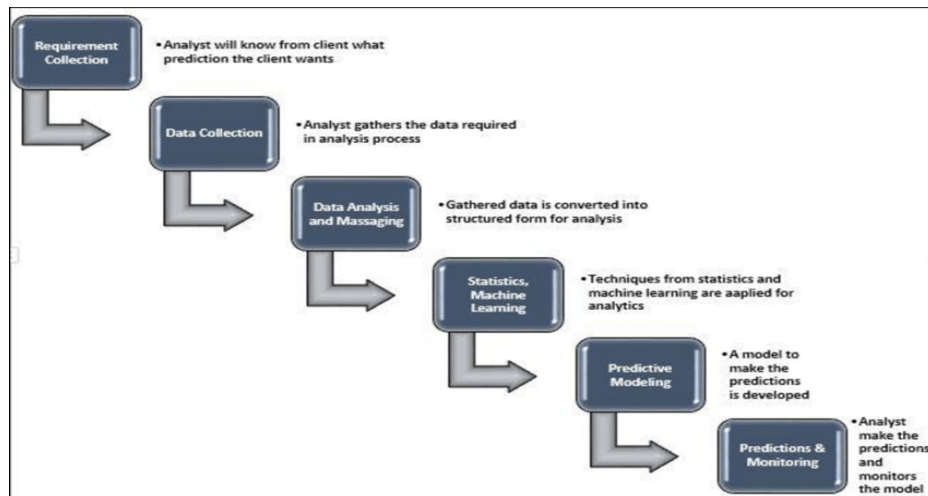 Requirement
Collection
•Analyst will know from client what
prediction the client wants
Data Collection
•Analyst gathers the data required
in analysis process
Data Analysis
and Massaging
•Gathered data is converted into
structured form for analysis
Statistics,
Machine
Learning
•Techniques from statistics and
machine learning are aaplied for
analytics
Predictive
Modeling
•A model to
make the
predictions
is developed
Predictions &
Monitoring
•Analyst
make the
predictions
and
monitors
the model